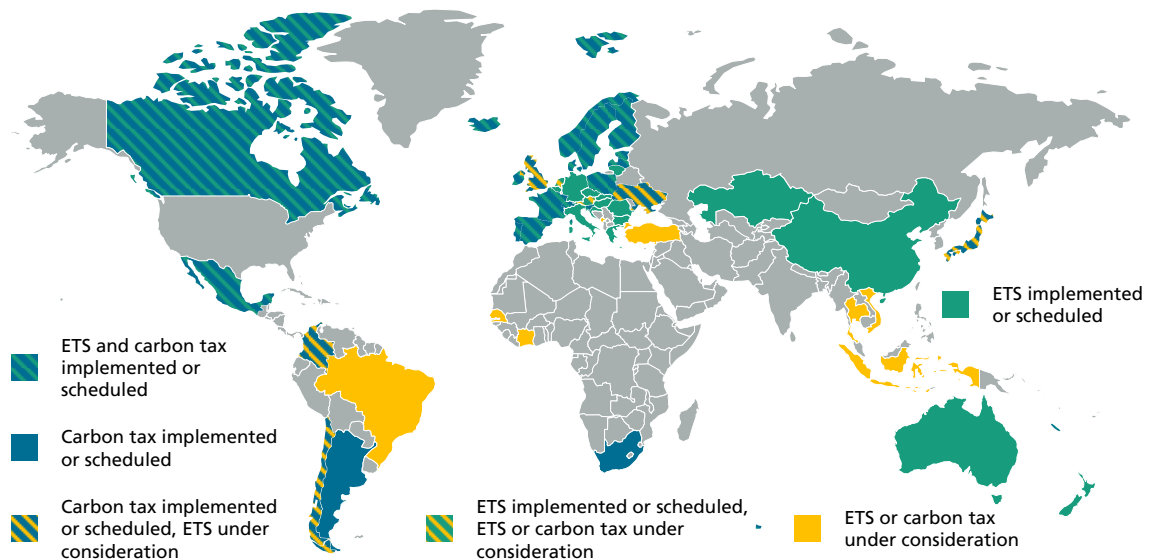 ETS implemented
or scheduled
ETS and carbon tax
implemented or
scheduled
Carbon tax implemented
or scheduled
Carbon tax implemented
or scheduled, ETS under
consideration
ETS implemented or scheduled,
ETS or carbon tax under
consideration
ETS or carbon tax
under consideration